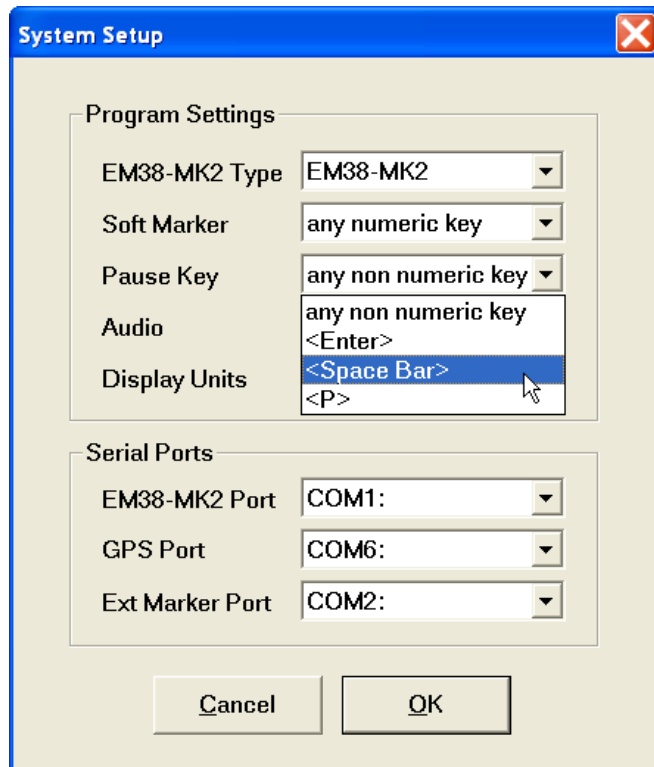 System Setup
Program Settings
EM38-MK2 Type EM38-MK2
Soft Marker any numeric key
Pause Key any non numeric key
any non numeric key
Audio
<Enter>
<Space Bar>
Display Units
<P>
Serial Ports
EM38-MK2 Port COM1:
GPS Port COM6:
Ext Marker Port COM2:
Cancel OK